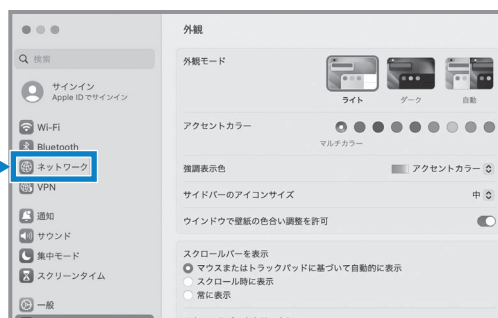 外観
検索
サインイン
Apple ID でサインイン
Wi-Fi
Bluetooth
ネットワーク
VPN
通知
サウンド
集中モード
スクリーンタイム
一般
外観モード
ライト
ダーク
自動
アクセントカラー
マルチカラー
強調表示色
アクセントカラー
サイドバーのアイコンサイズ
中
ウインドウで壁紙の色合い調整を許可
スクロールバーを表示
マウスまたはトラックパッドに基づいて自動的に表示
スクロール時に表示
常に表示